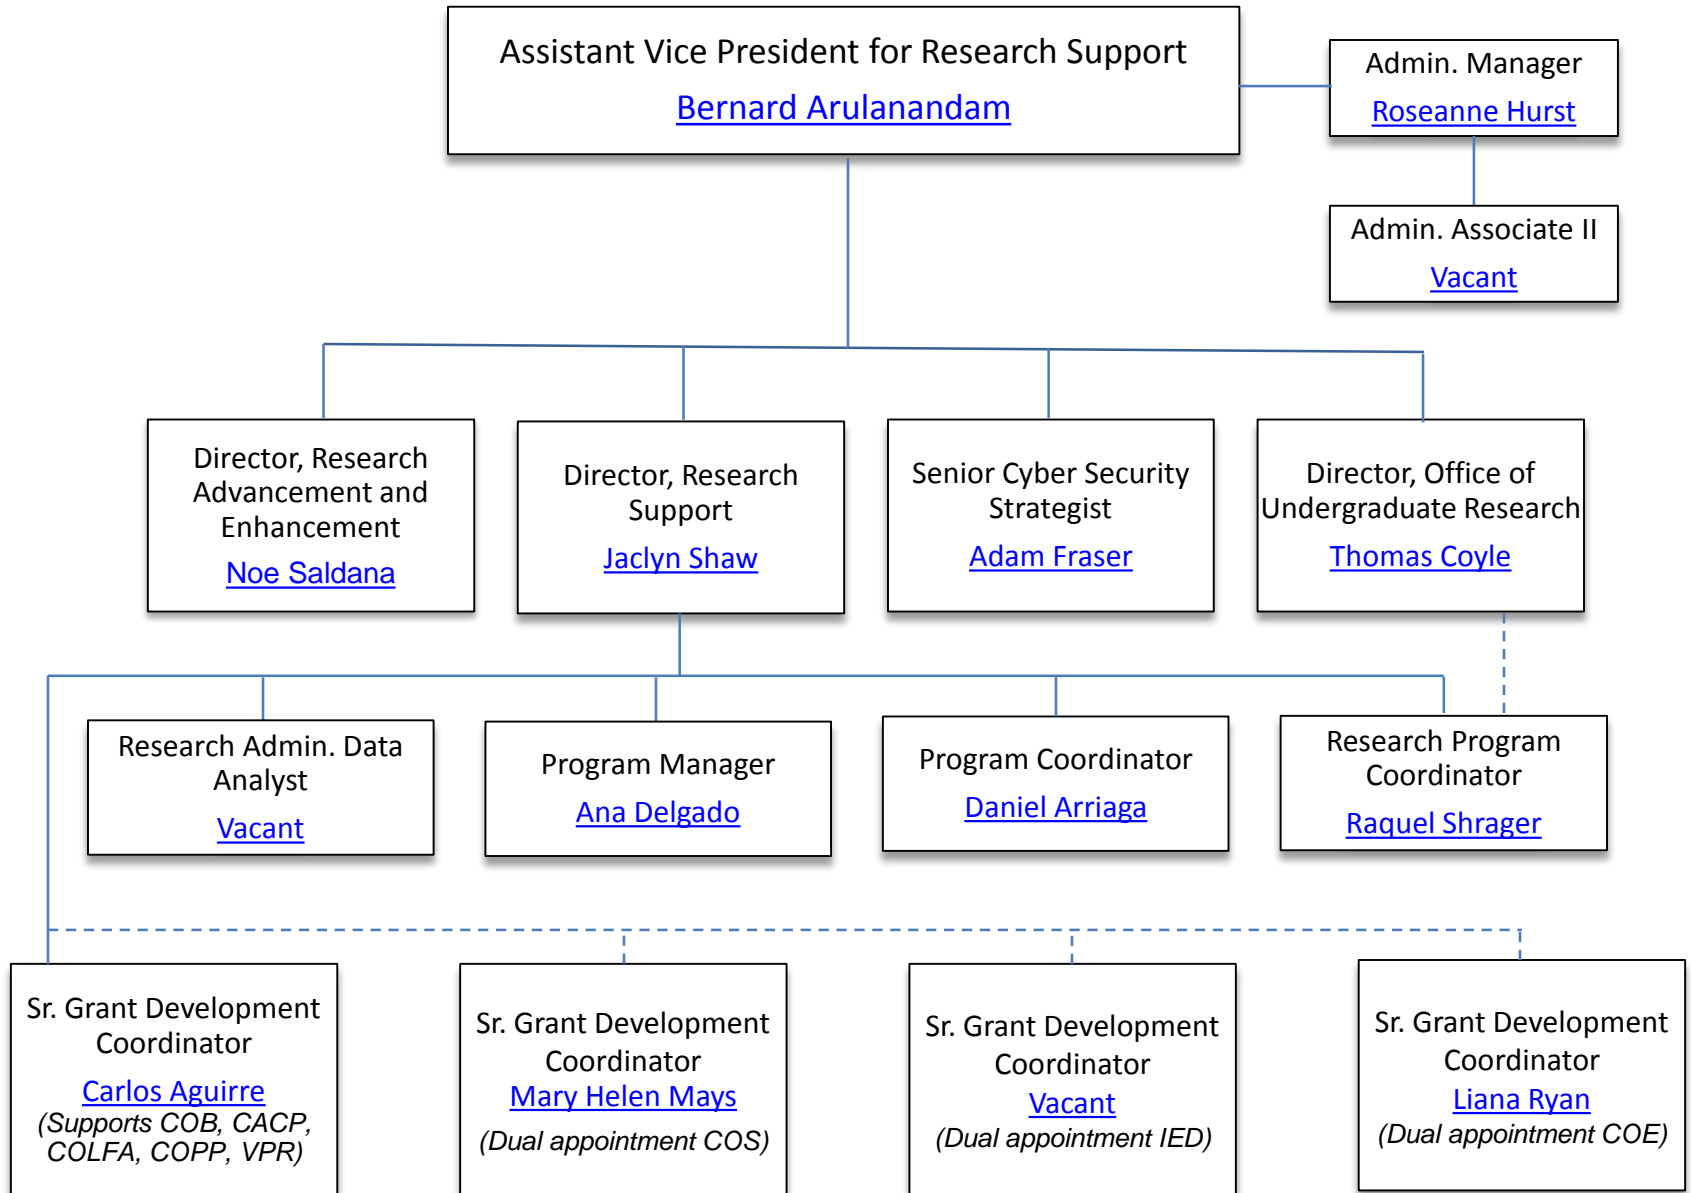 Assistant Vice President for Research Support
Bernard Arulanandam
Admin. Manager
Roseanne Hurst
Admin. Associate II
Vacant
Director, Research
Advancement and
Enhancement
Noe Saldana
Director, Research
Support
Jaclyn Shaw
Senior Cyber Security
Strategist
Adam Fraser
Director, Office of
Undergraduate Research
Thomas Coyle
Research Admin. Data
Analyst
Vacant
Program Manager
Ana Delgado
Program Coordinator
Daniel Arriaga
Research Program
Coordinator
Raquel Shrager
Sr. Grant Development
Coordinator
Carlos Aguirre
(Supports COB, CACP,
COLFA, COPP, VPR)
Sr. Grant Development
Coordinator
Mary Helen Mays
(Dual appointment COS)
Sr. Grant Development
Coordinator
Vacant
(Dual appointment IED)
Sr. Grant Development
Coordinator
Liana Ryan
(Dual appointment COE)